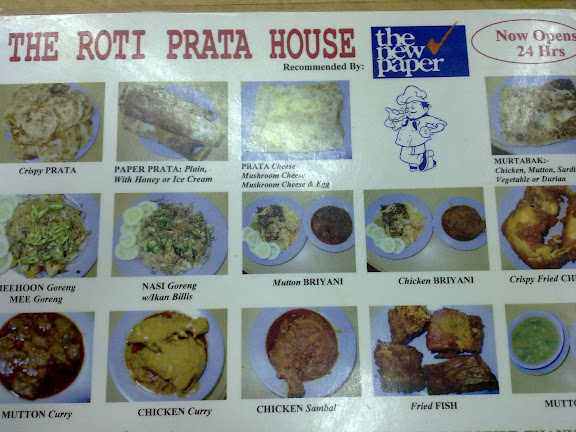 THE ROTI PRATA HOUSE
Recommended By:
the
new
paper
Now Opens
24 Hrs
Crispy PRATA
PAPER PRATA: Plain,
With Honey or Ice Cream
PRATA Cheese
Mushroom Cheese
Mushroom Cheese & Egg
MURTABAK:-
Chicken, Mutton, Sardi
Vegetable or Durian
MEEHOON Goreng
MEE Goreng
NASI Goreng
w/Ikan Billis
Mutton BRIYANI
Chicken BRIYANI
Crispy Fried CH
MUTTON Curry
CHICKEN Curry
CHICKEN Sambal
Fried FISH
MUTTO